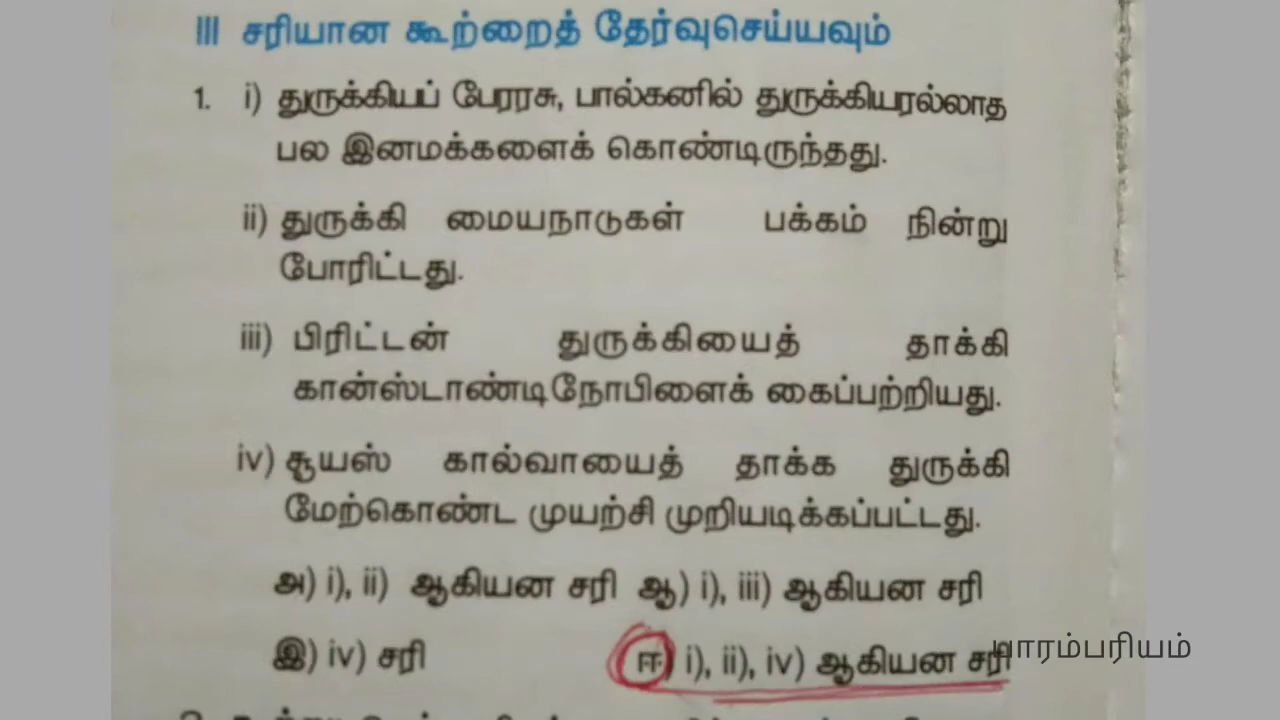 III சரியான கூற்றைத் தேர்வுசெய்யவும்
1. i) துருக்கியப் பேரரசு, பால்கனில் துருக்கியரல்லாத
பல இனமக்களைக் கொண்டிருந்தது.
ii) துருக்கி மையநாடுகள் பக்கம் நின்று
போரிட்டது.
iii) பிரிட்டன் துருக்கியைத் தாக்கி
கான்ஸ்டாண்டிநோபிளைக் கைப்பற்றியது.
iv) சூயஸ் கால்வாயைத் தாக்க துருக்கி
மேற்கொண்ட முயற்சி முறியடிக்கப்பட்டது.
அ) i), ii) ஆகியன சரி ஆ) i), iii) ஆகியன சரி
இ) iv) சரி ஈ) i), ii), iv) ஆகியன சரி
பாரம்பரியம்